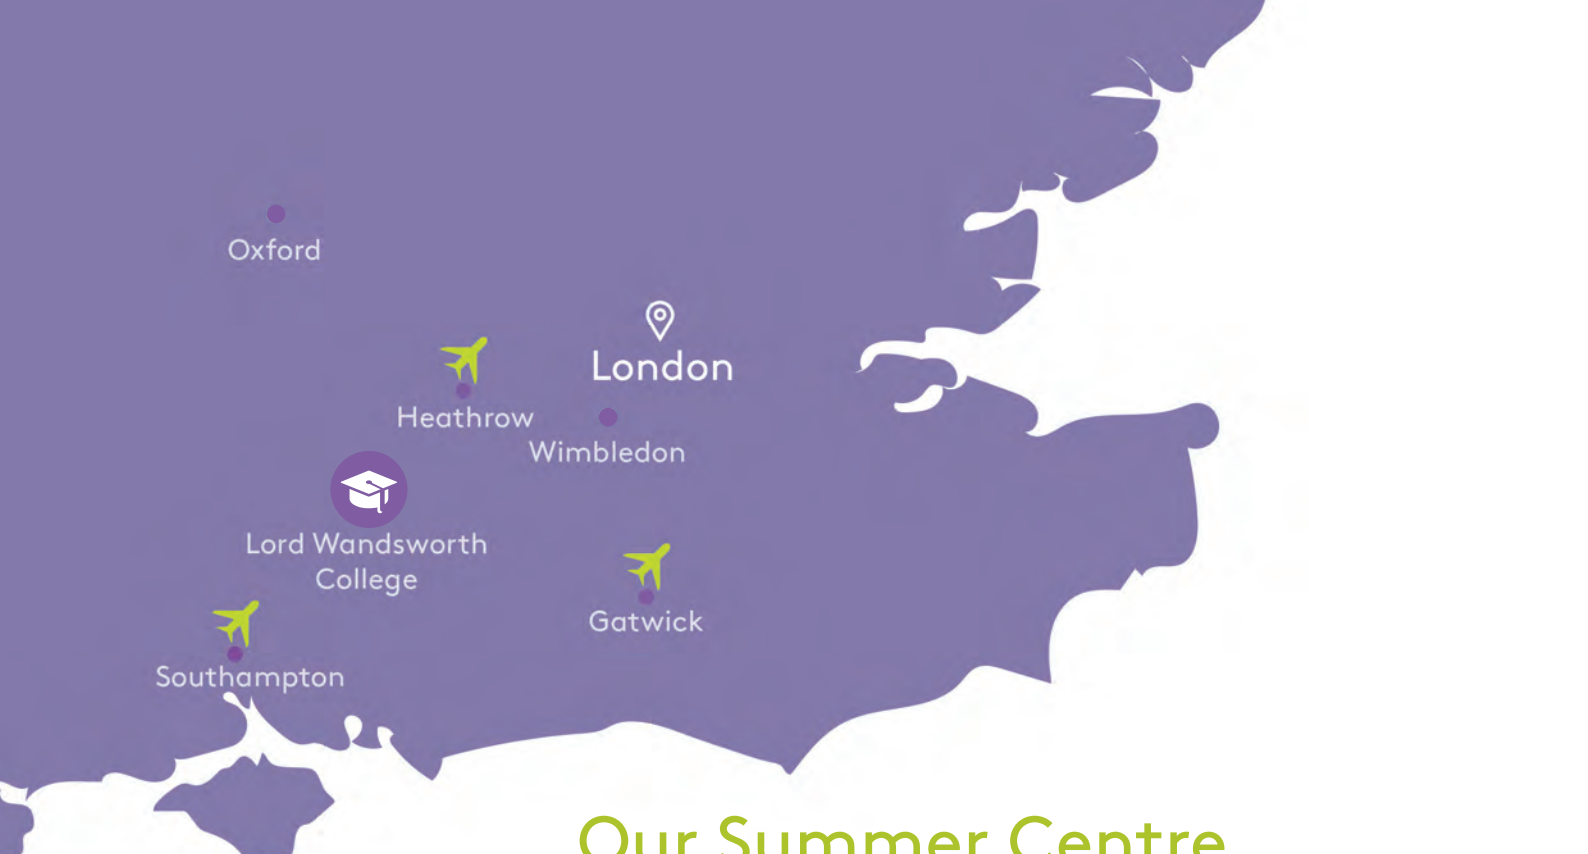 Oxford
London
Heathrow
Wimbledon
Lord Wandsworth
College
Gatwick
Southampton
Our Summer Centre